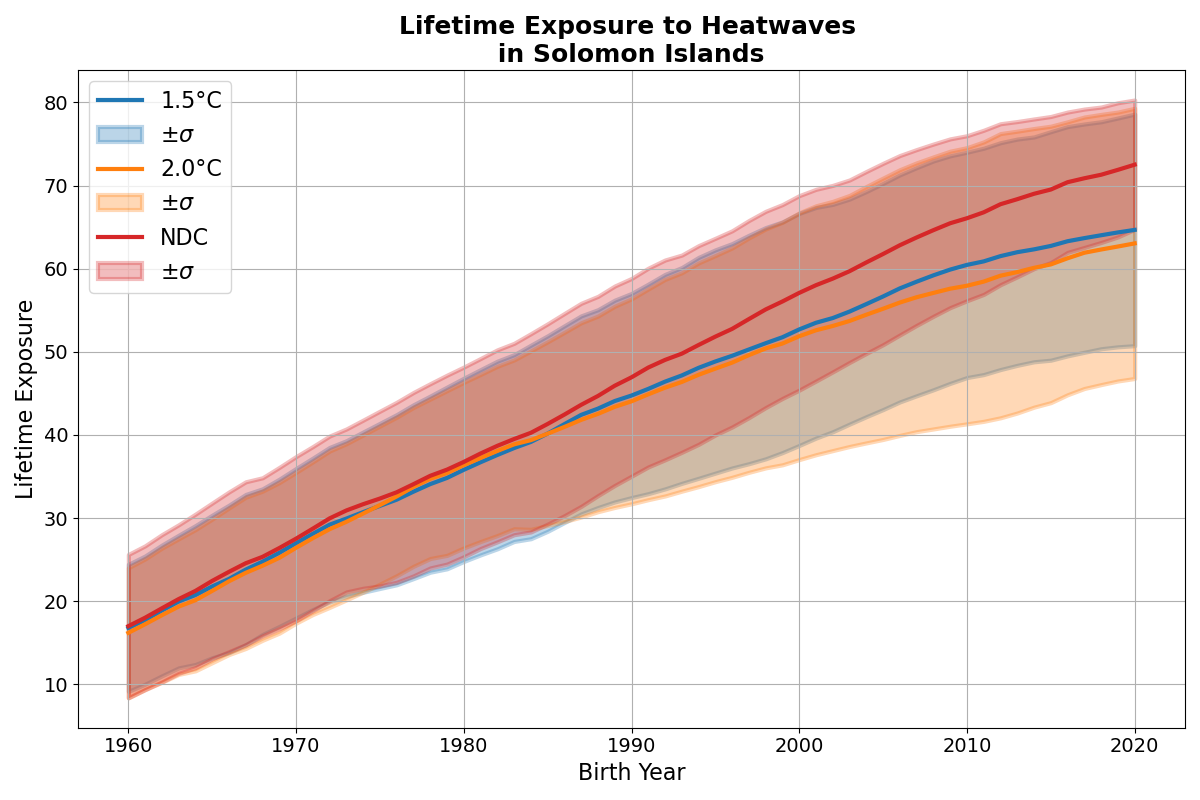 Lifetime Exposure to Heatwaves
in Solomon Islands
1.5°C
±σ
2.0°C
±σ
NDC
±σ
Lifetime Exposure
80
70
60
50
40
30
20
10
1960 1970 1980 1990 2000 2010 2020
Birth Year